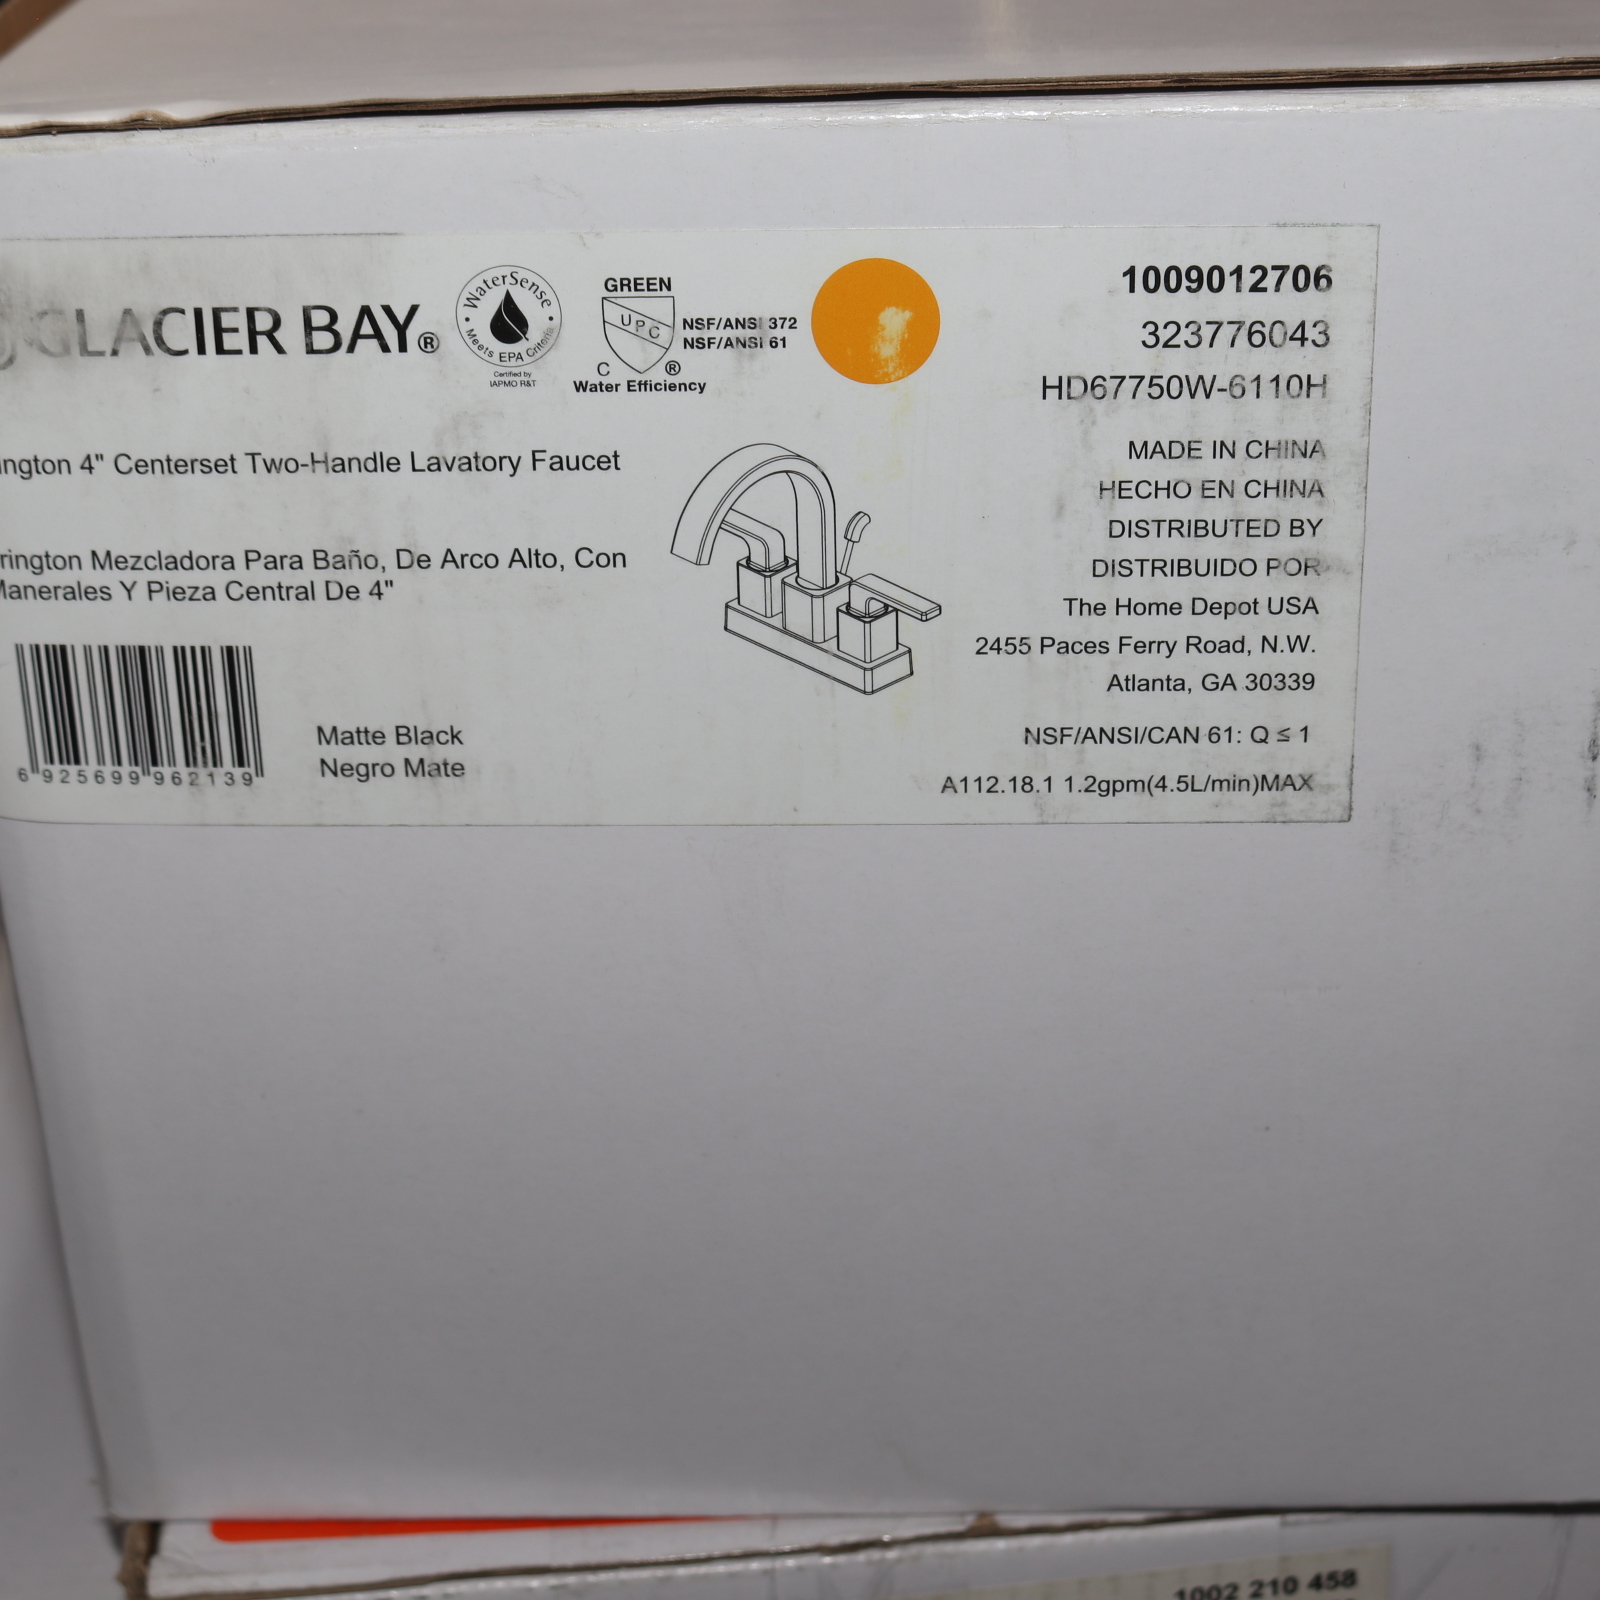 GLACIER BAY®
WaterSense
Meets EPA Criteria
Certified by
IAPMO R&T
GREEN
UPC
C ®
Water Efficiency
NSF/ANSI 372
NSF/ANSI 61
1009012706
323776043
HD67750W-6110H
ington 4" Centerset Two-Handle Lavatory Faucet
rington Mezcladora Para Baño, De Arco Alto, Con
Manerales Y Pieza Central De 4"
6 925699 962139
Matte Black
Negro Mate
MADE IN CHINA
HECHO EN CHINA
DISTRIBUTED BY
DISTRIBUIDO POR
The Home Depot USA
2455 Paces Ferry Road, N.W.
Atlanta, GA 30339
NSF/ANSI/CAN 61: Q ≤ 1
A112.18.1 1.2gpm(4.5L/min)MAX
1002 210 458